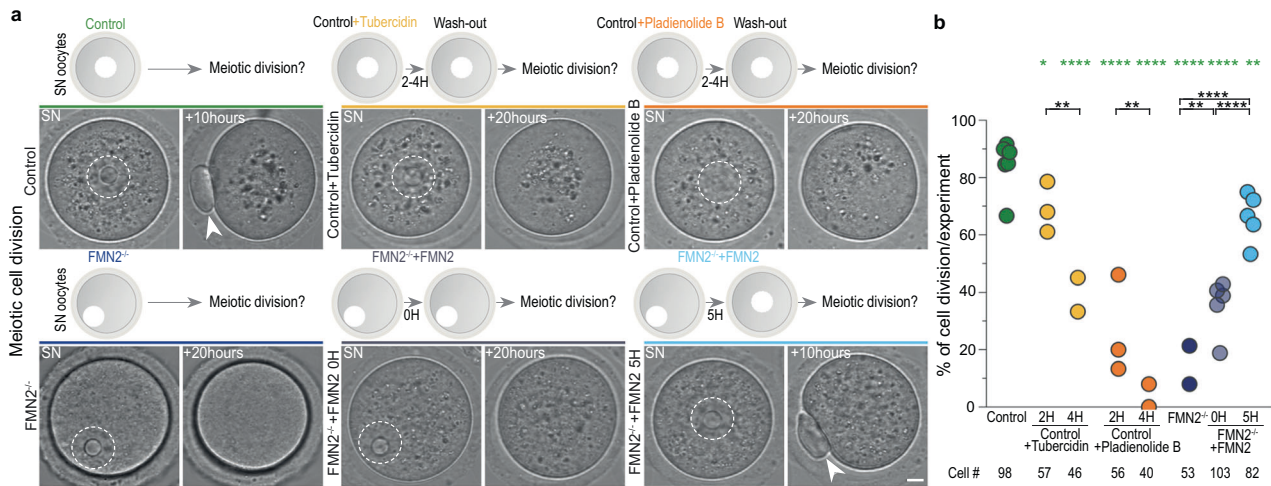 a
Meiotic cell division
SN oocytes
Control
Meiotic division?
Control+Tubercidin
Wash-out
2-4H
Meiotic division?
Control+Pladienolide B
Wash-out
2-4H
Meiotic division?
Control
SN
+10hours
Control+Tubercidin
SN
+20hours
Control+Pladienolide B
SN
+20hours
SN oocytes
FMN2-/-
Meiotic division?
FMN2-/-+FMN2
0H
Meiotic division?
FMN2-/-+FMN2
5H
Meiotic division?
FMN2-/-
SN
+20hours
FMN2-/-+FMN2 0H
SN
+20hours
FMN2-/-+FMN2 5H
SN
+10hours
b
* **** **** **** **** **** **
****
** ** ** ****
% of cell division/experiment
100
80
60
40
20
0
Control 2H 4H 2H 4H FMN2-/- 0H 5H
Control +Tubercidin
Control +Pladienolide B
FMN2-/- +FMN2
Cell # 98 57 46 56 40 53 103 82